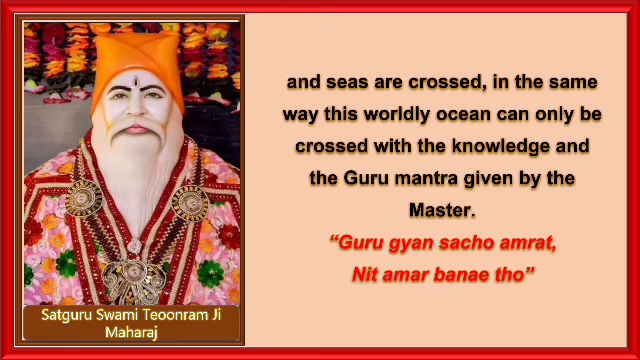 and seas are crossed, in the same
way this worldly ocean can only be
crossed with the knowledge and
the Guru mantra given by the
Master.
“Guru gyan sacho amrat,
Nit amar banae tho”
Satguru Swami Teoonram Ji
Maharaj